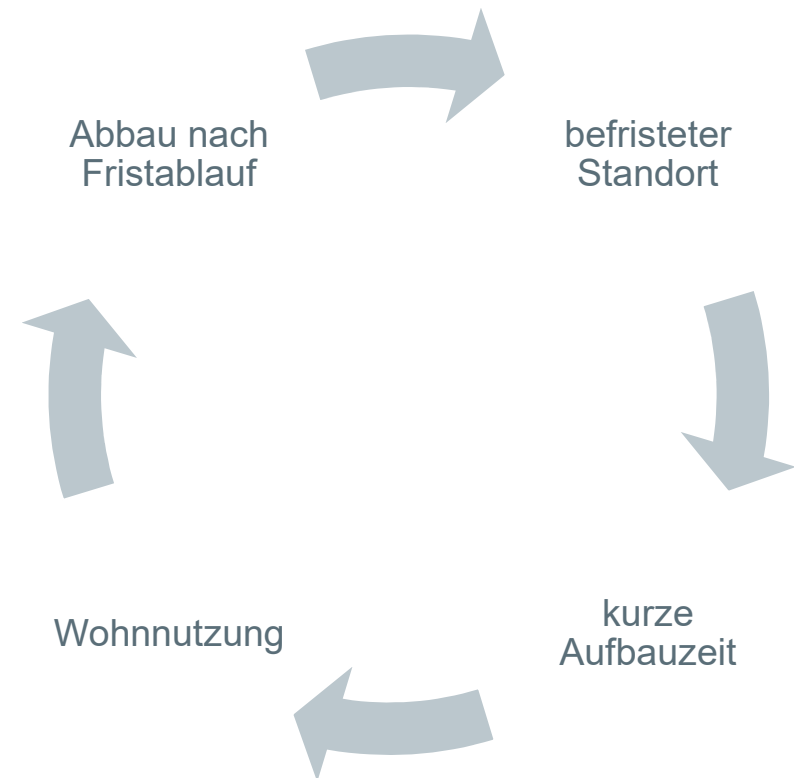 Abbau nach
Fristablauf
befristeter
Standort
Wohnnutzung
kurze
Aufbauzeit